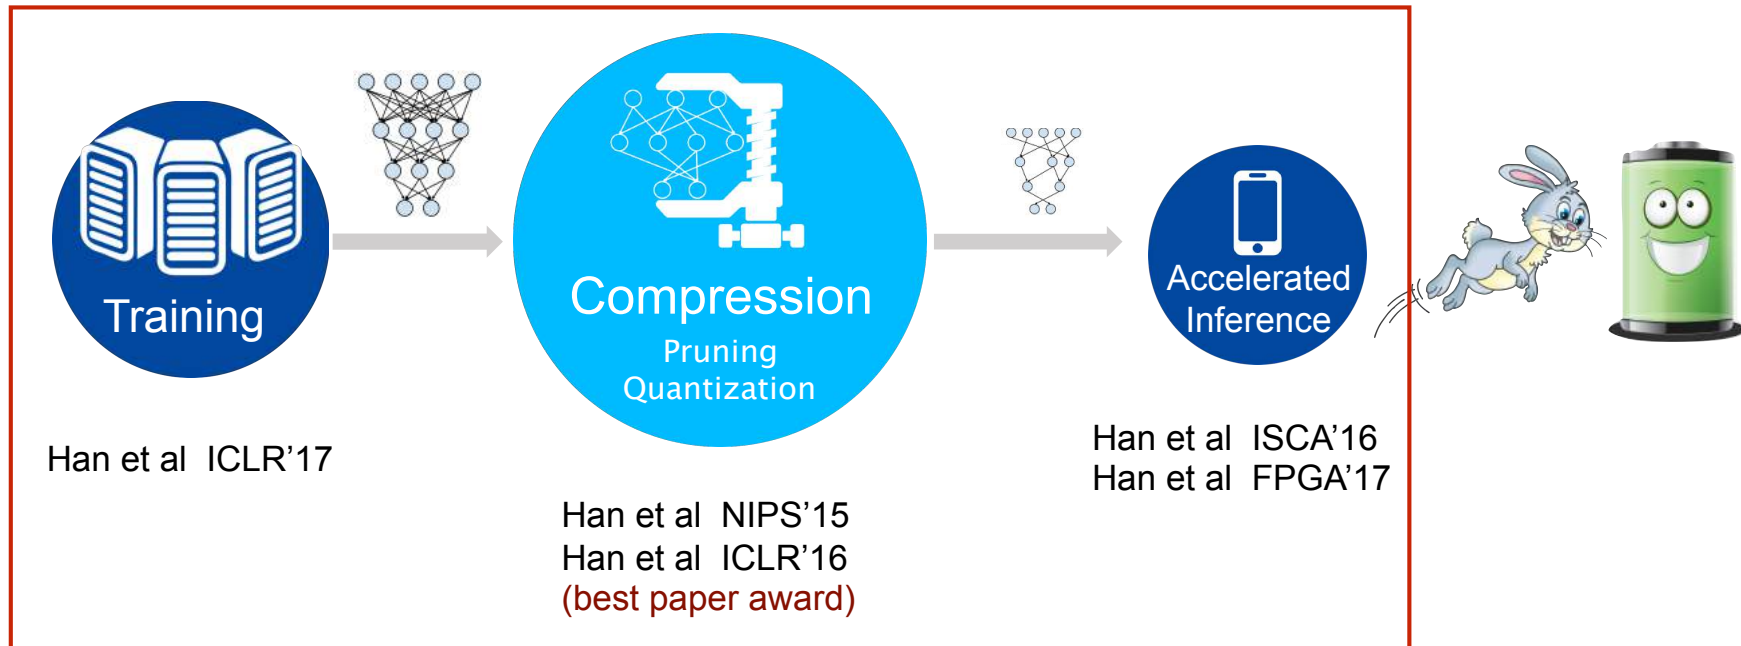 Training
Compression
Pruning
Quantization
Accelerated
Inference
Han et al ICLR’17
Han et al NIPS’15
Han et al ICLR’16
(best paper award)
Han et al ISCA’16
Han et al FPGA’17